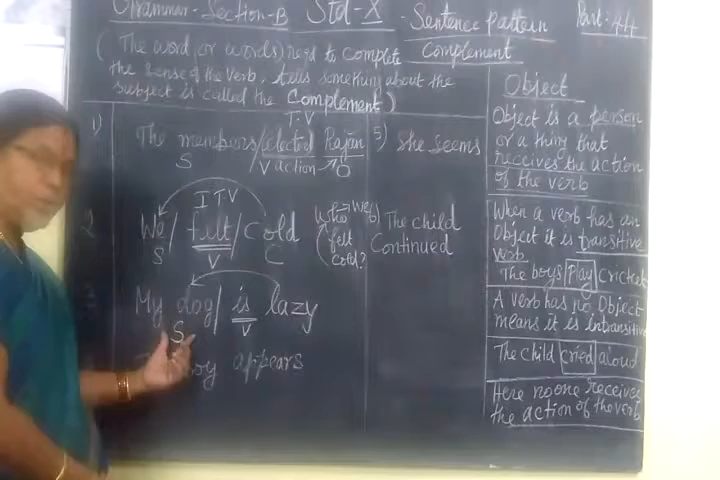 Grammar-Section-B Std-X - Sentence Pattern Part: 44
Complement
(The word (or words) need to complete
the sense of the verb, tells something about the
subject is called the Complement)
1) T.V
The members/elected Rajan
S V action → O
2 I T V
We/ felt/ Cold
S V C
Who → We
felt
cold?
My dog/ is lazy
S V
boy appears
5) She seems
6) The child
Continued
Object
Object is a person
or a thing that
receives the action
of the verb
When a verb has an
Object it is transitive
verb
The boys Play cricket
A verb has no Object
means it is intransitive
The child cried aloud
Here no one receives
the action of the verb